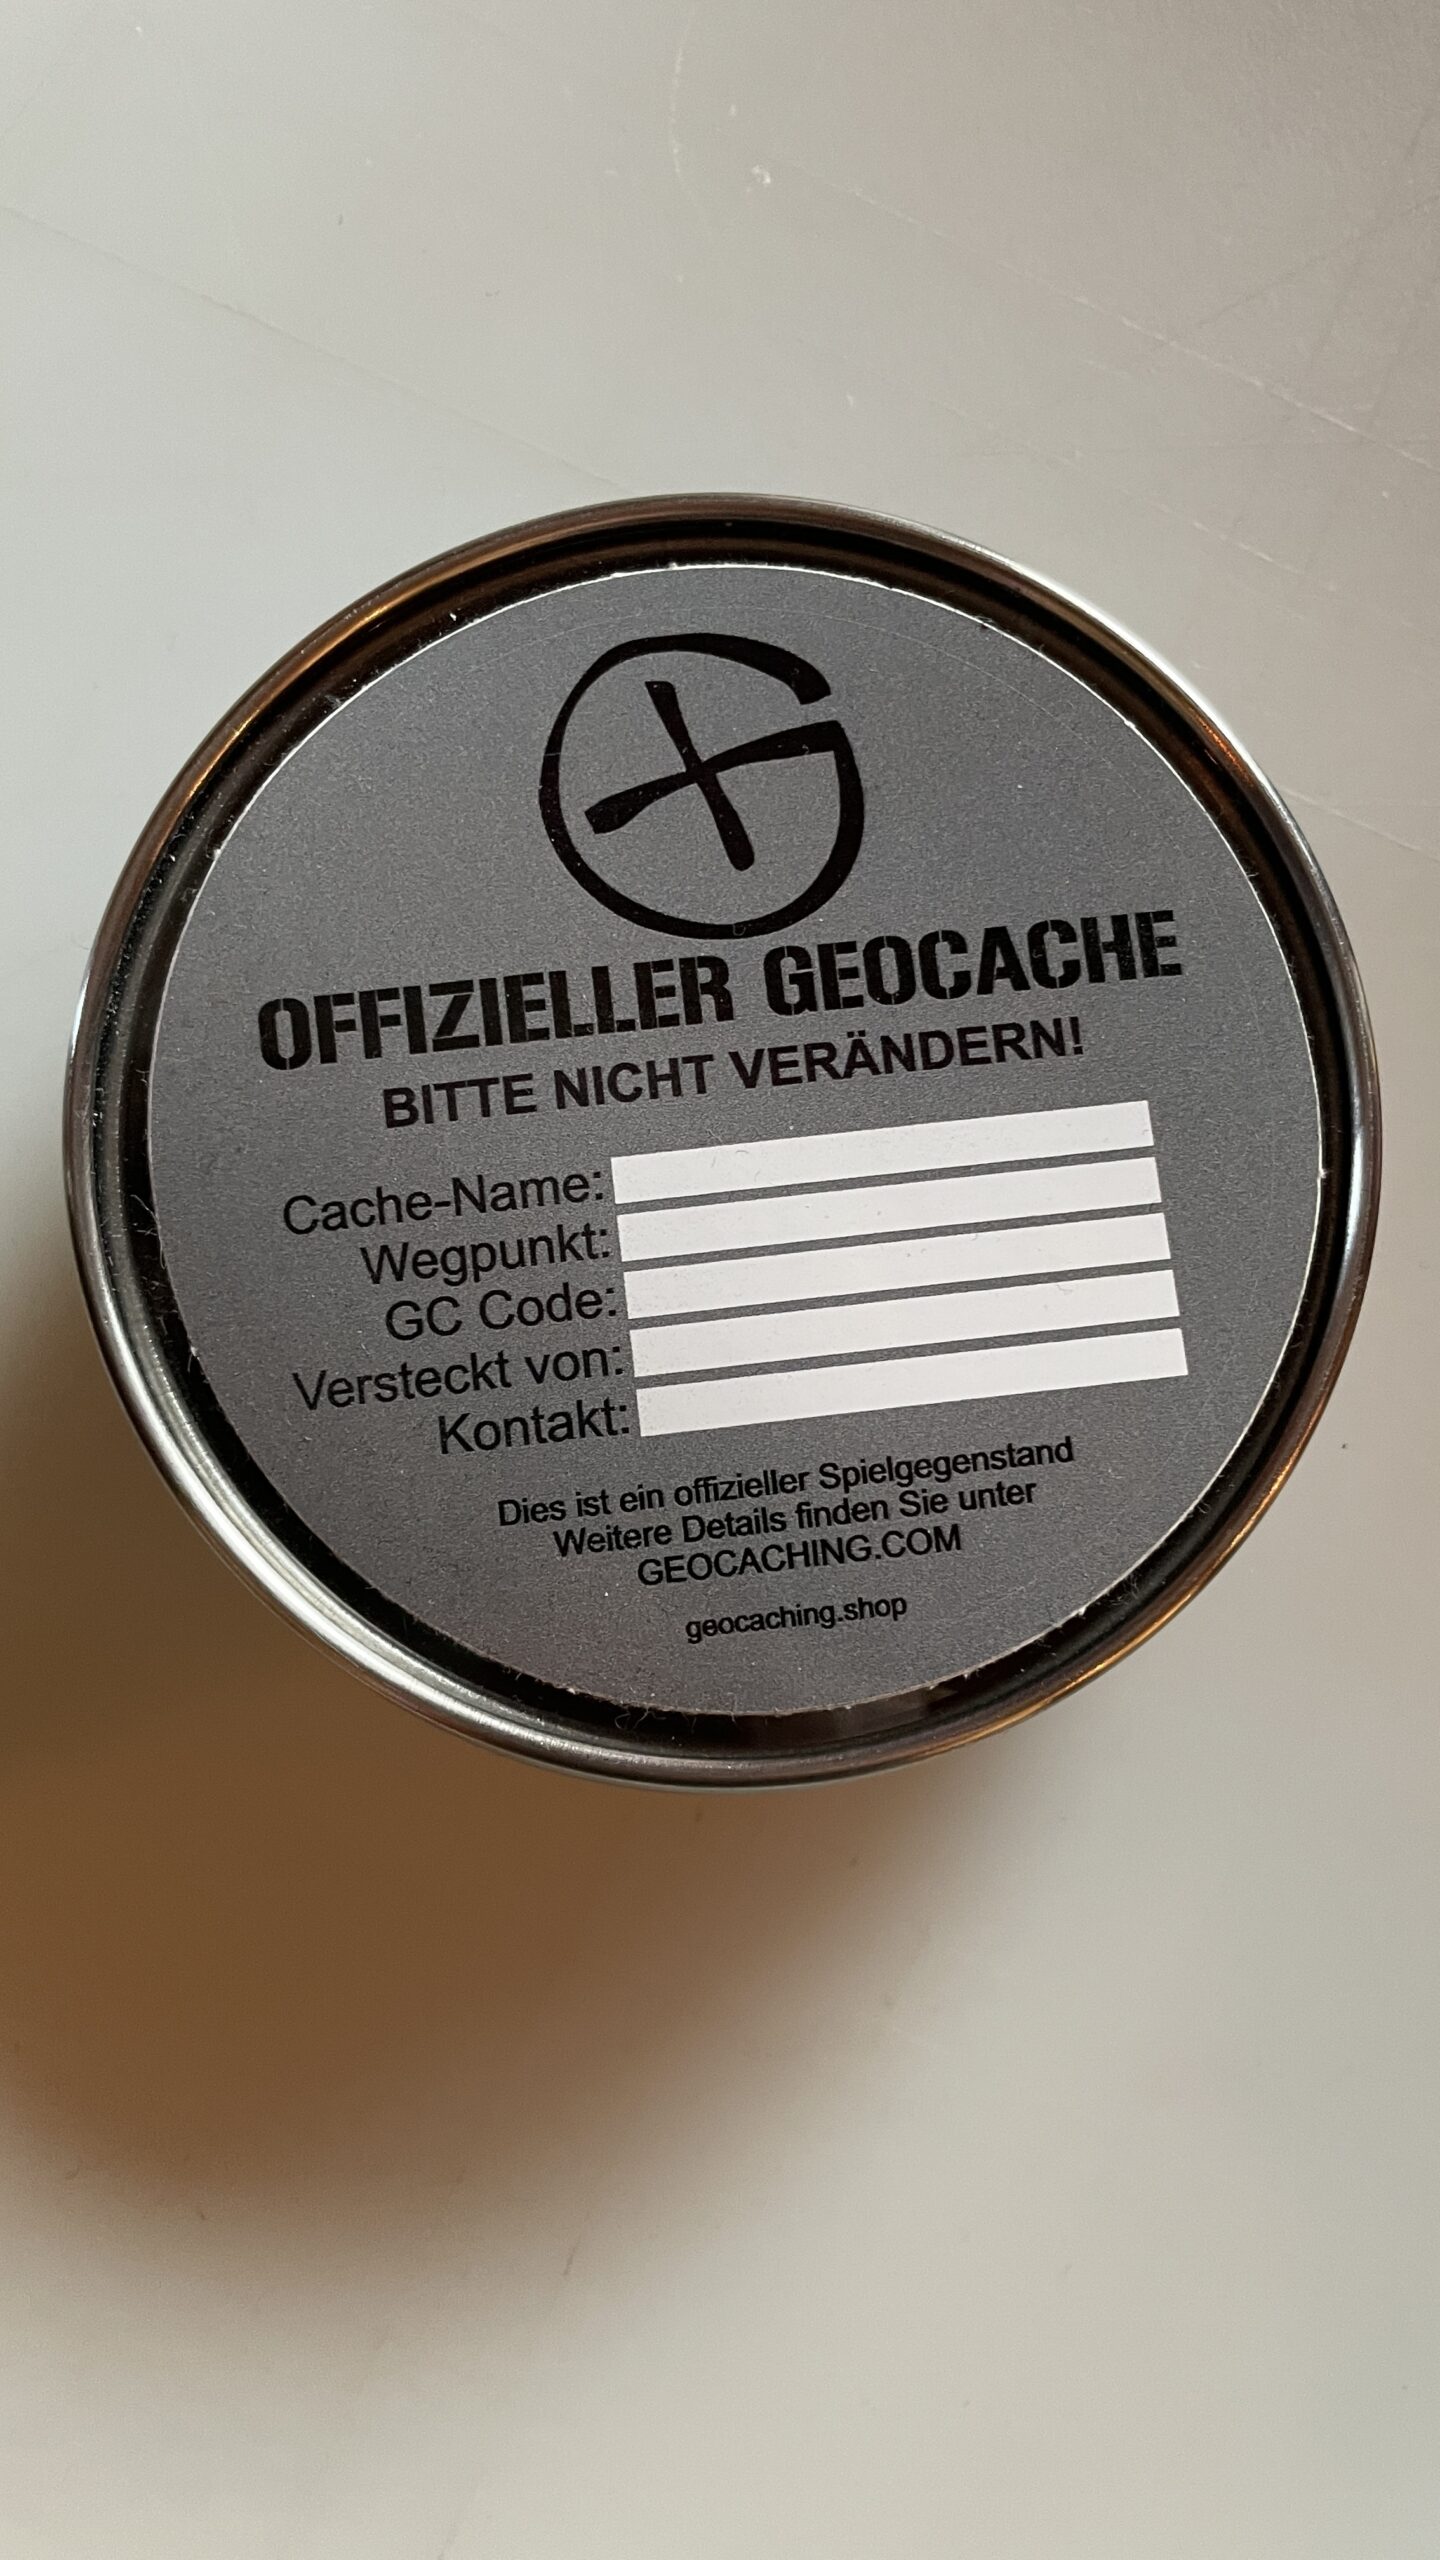 OFFIZIELLER GEOCACHE
BITTE NICHT VERÄNDERN!
Cache-Name:
Wegpunkt:
GC Code:
Versteckt von:
Kontakt:
Dies ist ein offizieller Spielgegenstand
Weitere Details finden Sie unter
GEOCACHING.COM
geocaching.shop